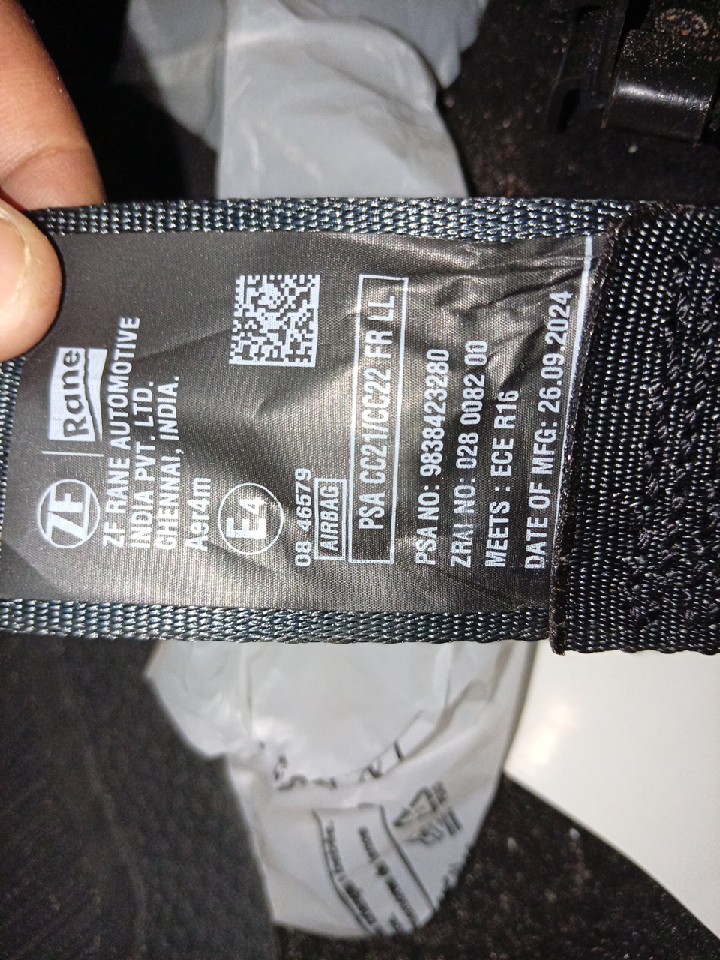 ZF | Rane
ZF RANE AUTOMOTIVE
INDIA PVT. LTD.
CHENNAI, INDIA.
Aer4m
E4
08 46579
AIRBAG
PSA CC21/CC22 FR LL
PSA NO: 9838423280
ZRAI NO: 028 0082 00
MEETS : ECE R16
DATE OF MFG: 26.09.2024